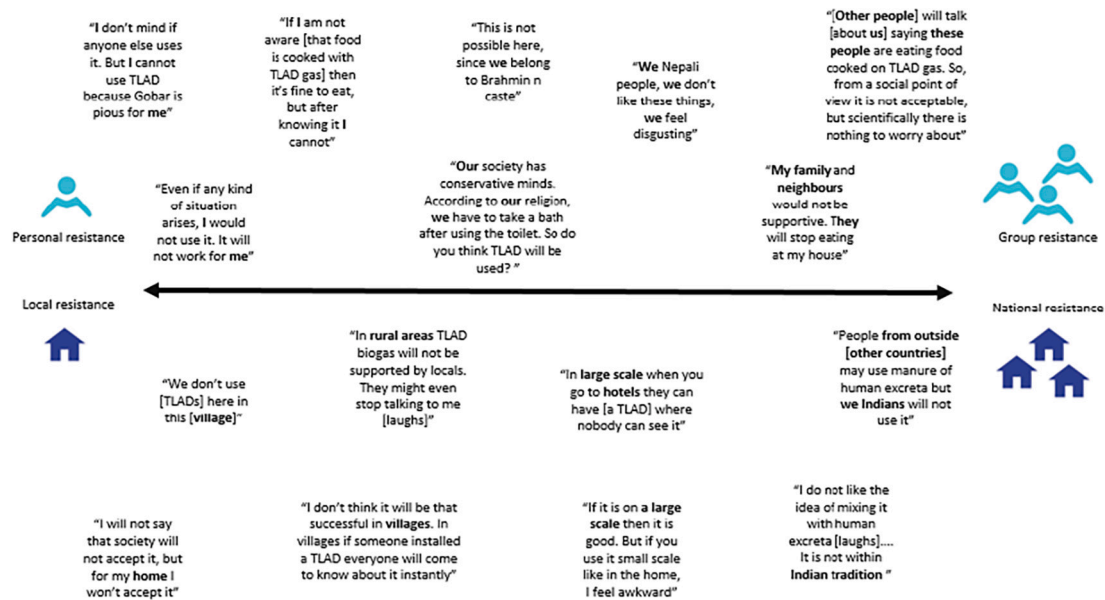 “I don’t mind if
anyone else uses
it. But I cannot
use TLAD
because Gobar is
pious for me”
“If I am not
aware [that food
is cooked with
TLAD gas] then
it’s fine to eat,
but after
knowing it I
cannot”
“This is not
possible here,
since we belong
to Brahmin n
caste”
“We Nepali
people, we don’t
like these things,
we feel
disgusting”
“[Other people] will talk
[about us] saying these
people are eating food
cooked on TLAD gas. So,
from a social point of
view it is not acceptable,
but scientifically there is
nothing to worry about”
Personal resistance
“Even if any kind
of situation
arises, I would
not use it. It will
not work for me”
“Our society has
conservative minds.
According to our religion,
we have to take a bath
after using the toilet. So do
you think TLAD will be
used? ”
“My family and
neighbours
would not be
supportive. They
will stop eating
at my house”
Group resistance
Local resistance
National resistance
“We don’t use
[TLADs] here in
this [village]”
“In rural areas TLAD
biogas will not be
supported by locals.
They might even
stop talking to me
[laughs]”
“In large scale when you
go to hotels they can
have [a TLAD] where
nobody can see it”
“People from outside
[other countries]
may use manure of
human excreta but
we Indians will not
use it”
“I will not say
that society will
not accept it, but
for my home I
won’t accept it”
“I don’t think it will be that
successful in villages. In
villages if someone installed
a TLAD everyone will come
to know about it instantly”
“If it is on a large
scale then it is
good. But if you
use it small scale
like in the home,
I feel awkward”
“I do not like the
idea of mixing it
with human
excreta [laughs]....
It is not within
Indian tradition ”